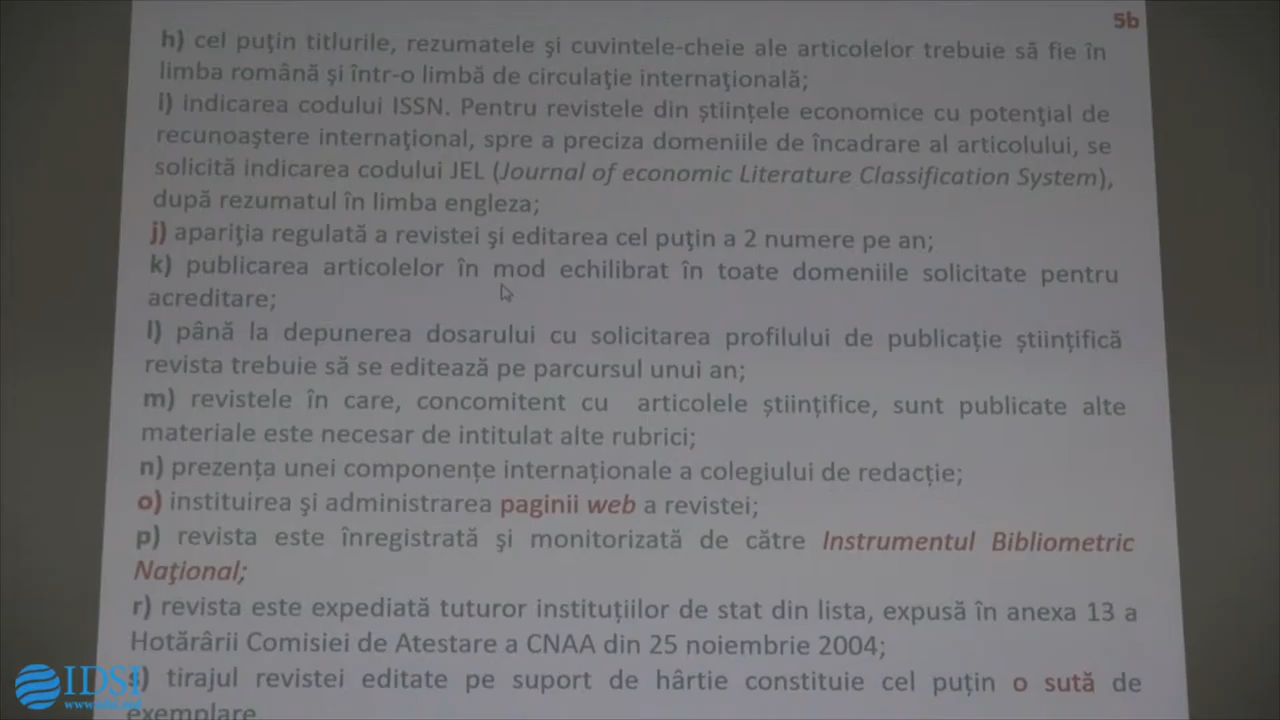 5b
h) cel puţin titlurile, rezumatele şi cuvintele-cheie ale articolelor trebuie să fie în
limba română şi într-o limbă de circulaţie internaţională;
i) indicarea codului ISSN. Pentru revistele din științele economice cu potenţial de
recunoaştere internaţional, spre a preciza domeniile de încadrare al articolului, se
solicită indicarea codului JEL (Journal of economic Literature Classification System),
după rezumatul în limba engleza;
j) apariţia regulată a revistei şi editarea cel puţin a 2 numere pe an;
k) publicarea articolelor în mod echilibrat în toate domeniile solicitate pentru
acreditare;
l) până la depunerea dosarului cu solicitarea profilului de publicație științifică
revista trebuie să se editează pe parcursul unui an;
m) revistele în care, concomitent cu articolele științifice, sunt publicate alte
materiale este necesar de intitulat alte rubrici;
n) prezența unei componențe internaționale a colegiului de redacție;
o) instituirea şi administrarea paginii web a revistei;
p) revista este înregistrată şi monitorizată de către Instrumentul Bibliometric
Naţional;
r) revista este expediată tuturor instituțiilor de stat din lista, expusă în anexa 13 a
Hotărârii Comisiei de Atestare a CNAA din 25 noiembrie 2004;
s) tirajul revistei editate pe suport de hârtie constituie cel puţin o sută de
exemplare
IDSI